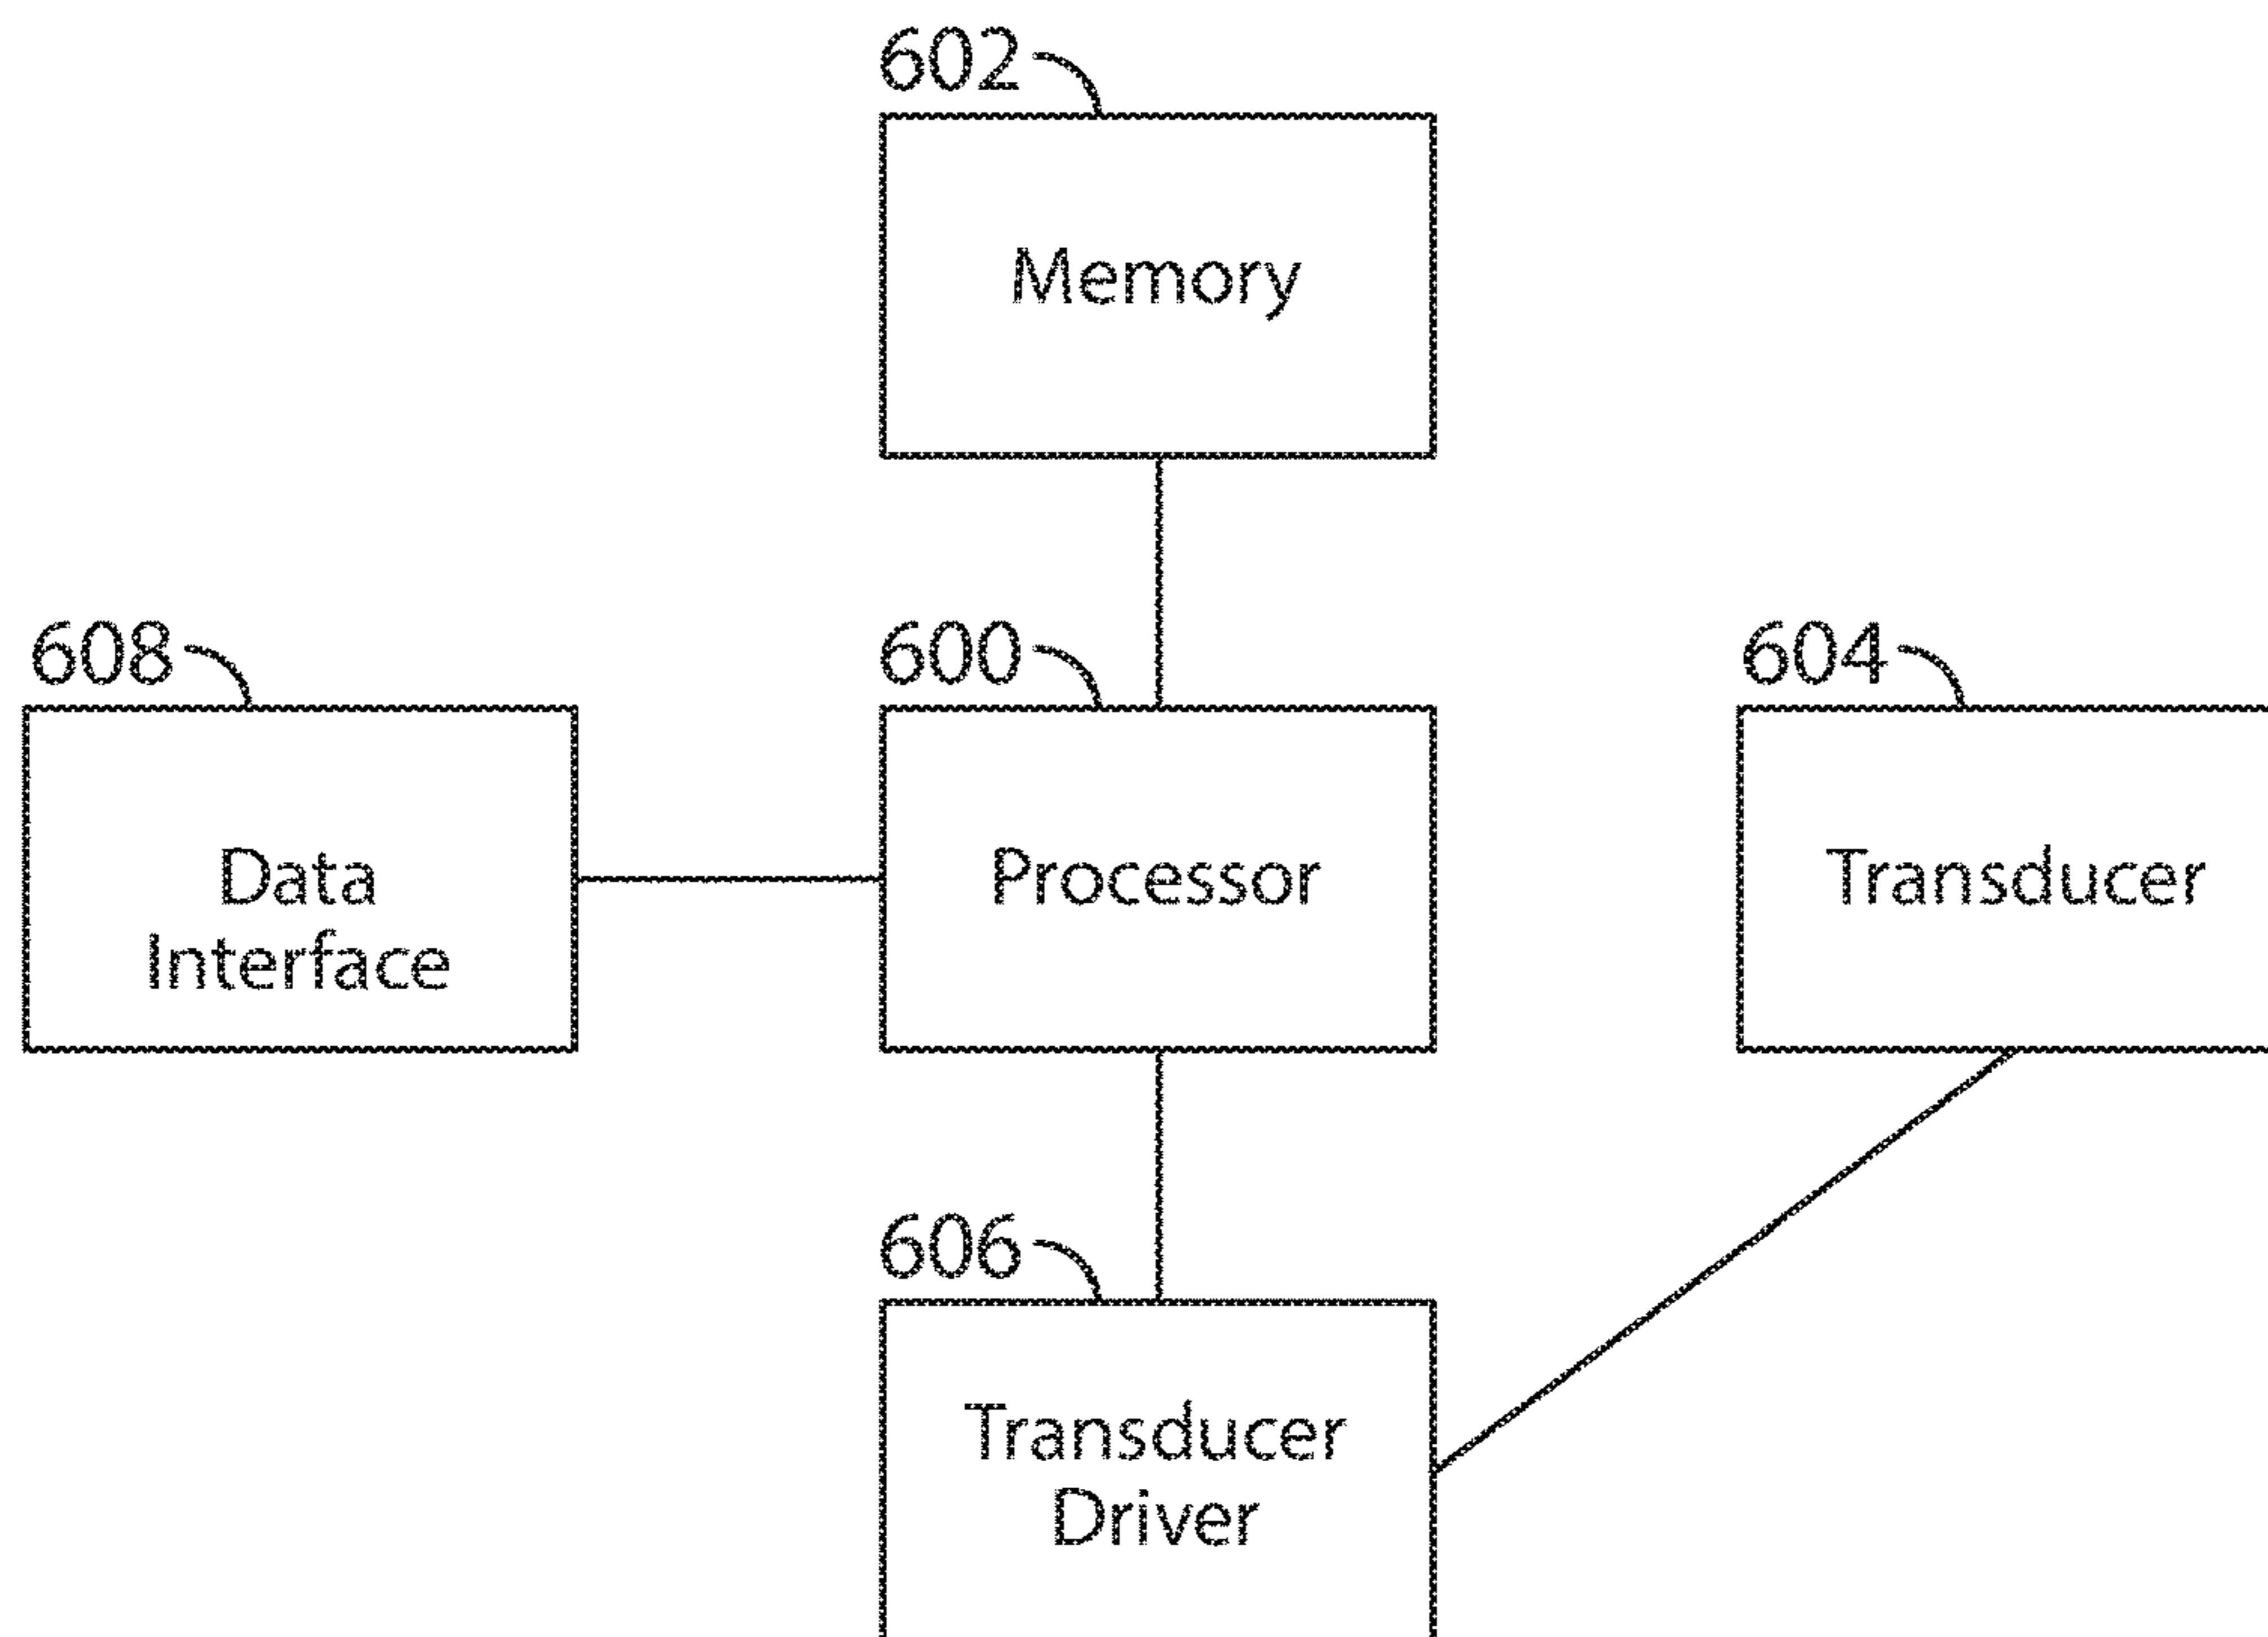 602
Memory
608
600
604
Data
Interface
Processor
Transducer
606
Transducer
Driver